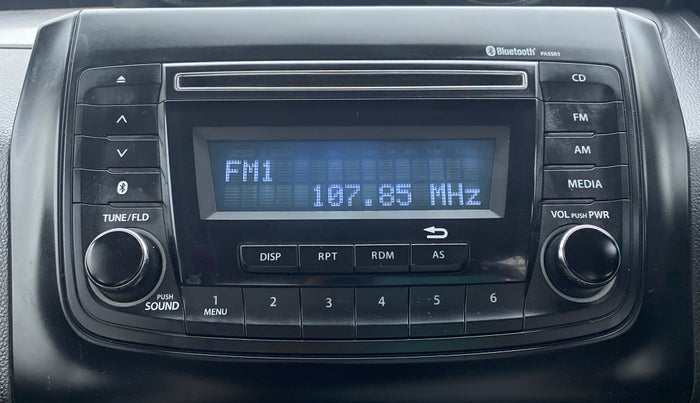 Bluetooth PA55R1
CD
FM
AM
MEDIA
FM1
107.85 MHz
TUNE/FLD
VOL PUSH PWR
DISP RPT RDM AS
PUSH SOUND
1 MENU 2 3 4 5 6